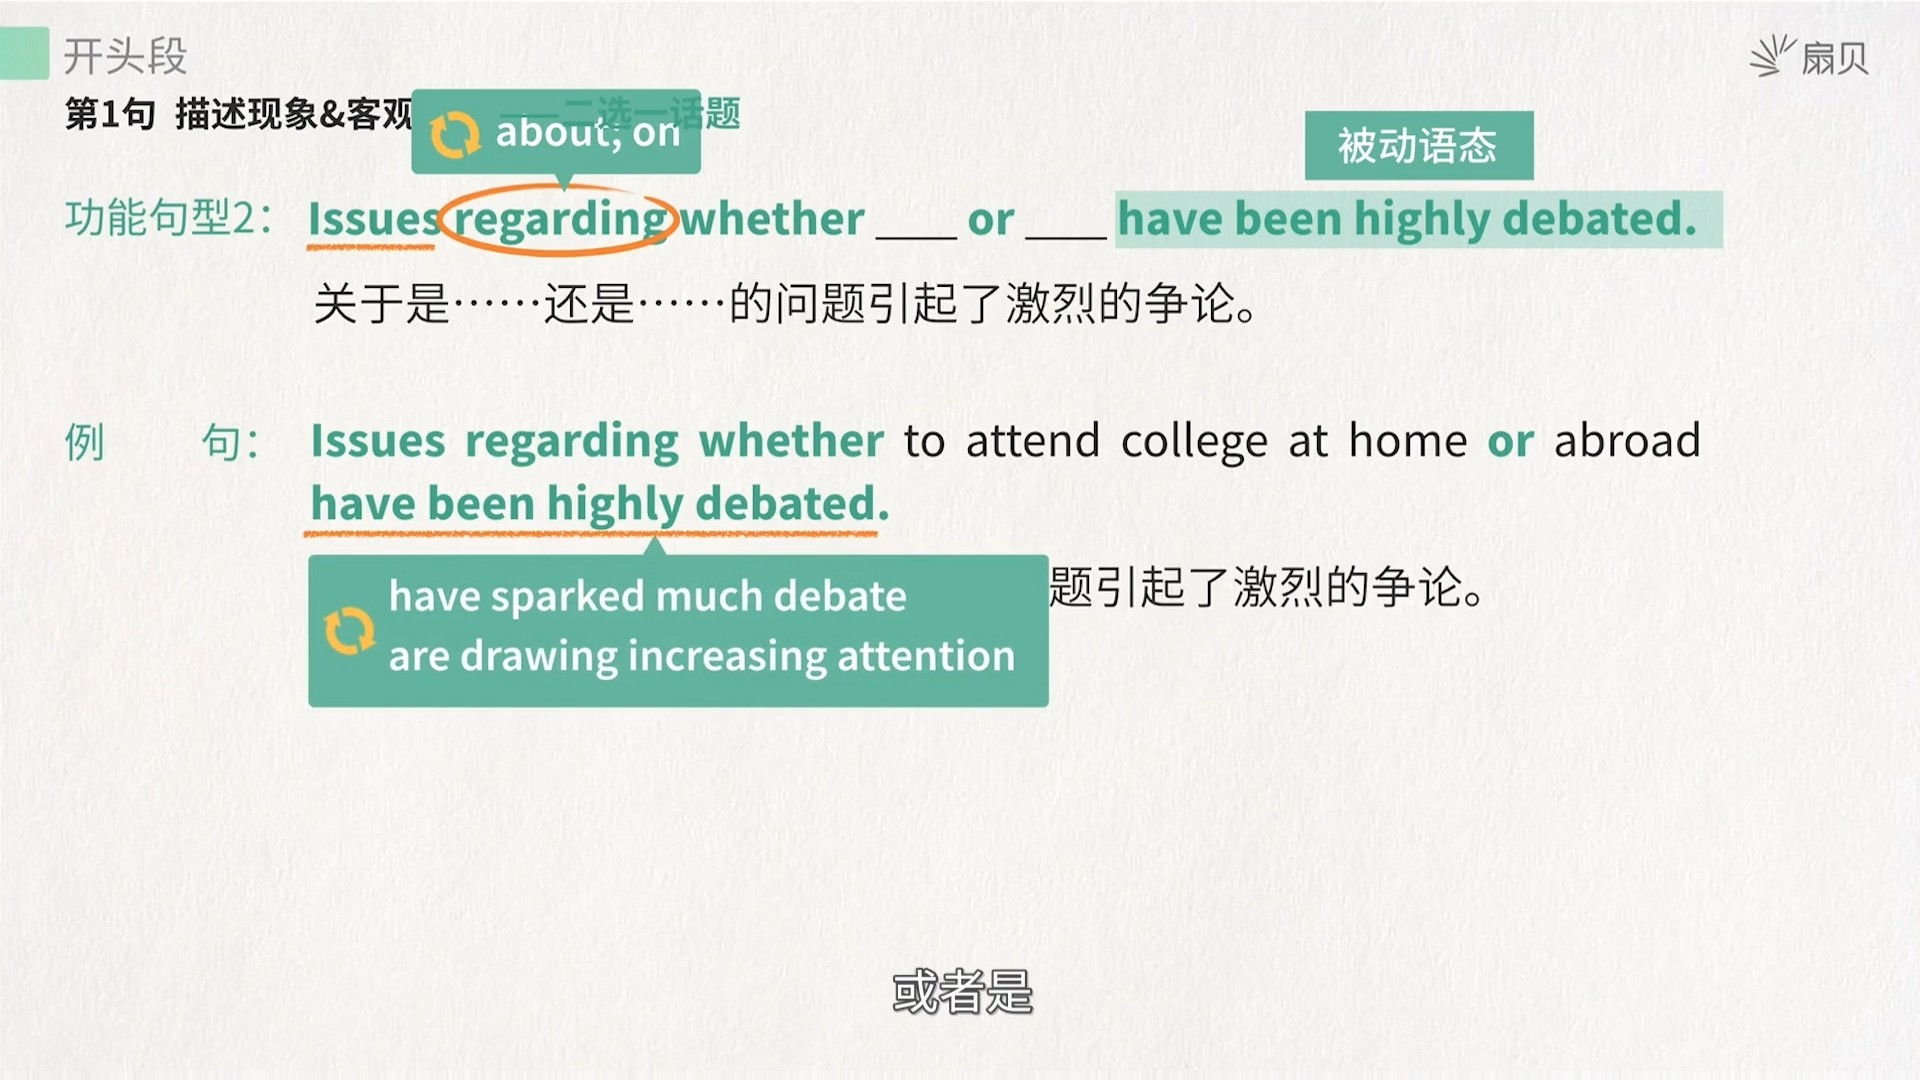 开头段
扇贝
第1句 描述现象&客观
二选一话题
about; on
被动语态
功能句型2： Issues regarding whether ____ or ____ have been highly debated.
关于是……还是……的问题引起了激烈的争论。
例 句： Issues regarding whether to attend college at home or abroad
have been highly debated.
题引起了激烈的争论。
have sparked much debate
are drawing increasing attention
或者是